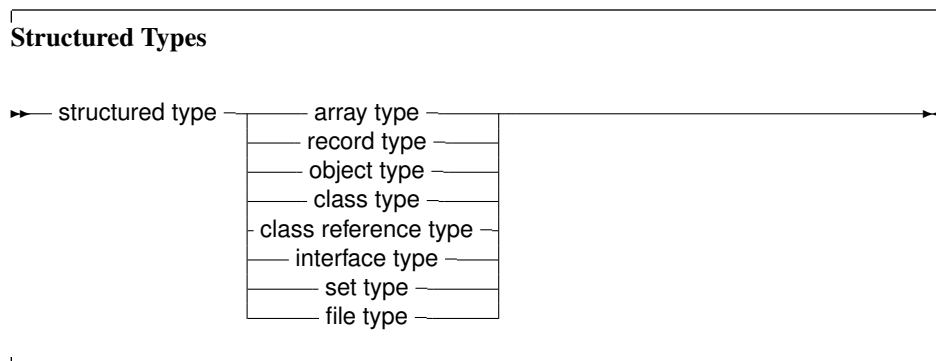 Structured Types
structured type array type
record type
object type
class type
class reference type
interface type
set type
file type